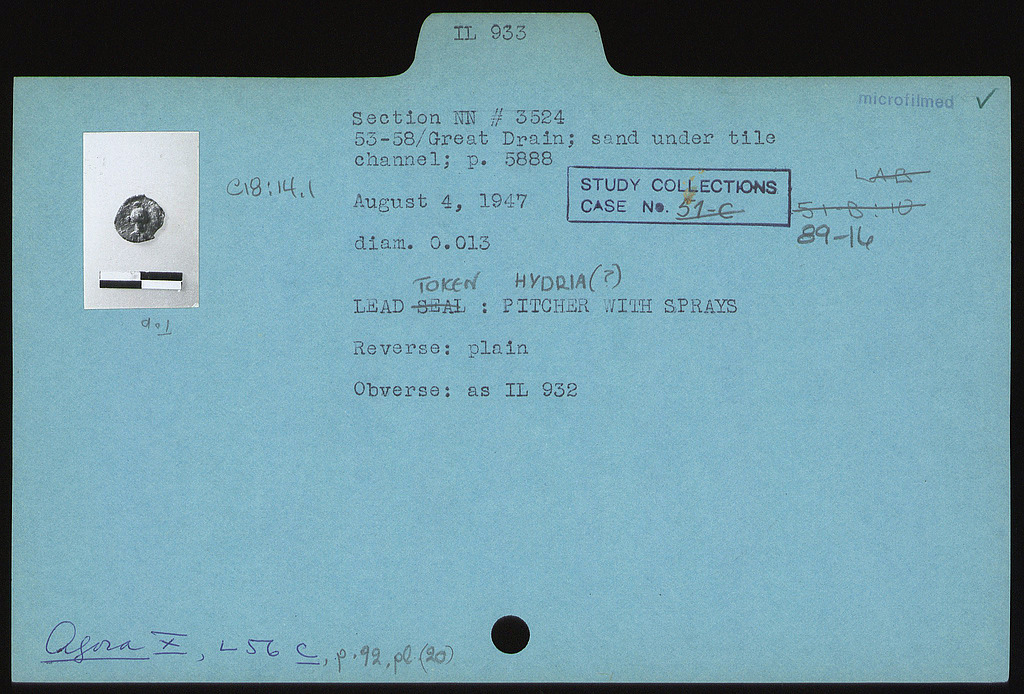 IL 933
microfilmed ✓
Section NN # 3524
53-58/Great Drain; sand under tile
channel; p. 5888
C18:14.1
August 4, 1947
STUDY COLLECTIONS
CASE No. 51-C
LAB
51-B:10
89-16
diam. 0.013
TOKEN HYDRIA(?)
LEAD SEAL : PITCHER WITH SPRAYS
Reverse: plain
Obverse: as IL 932
Agora X, L 56 c, p. 92, pl. (20)